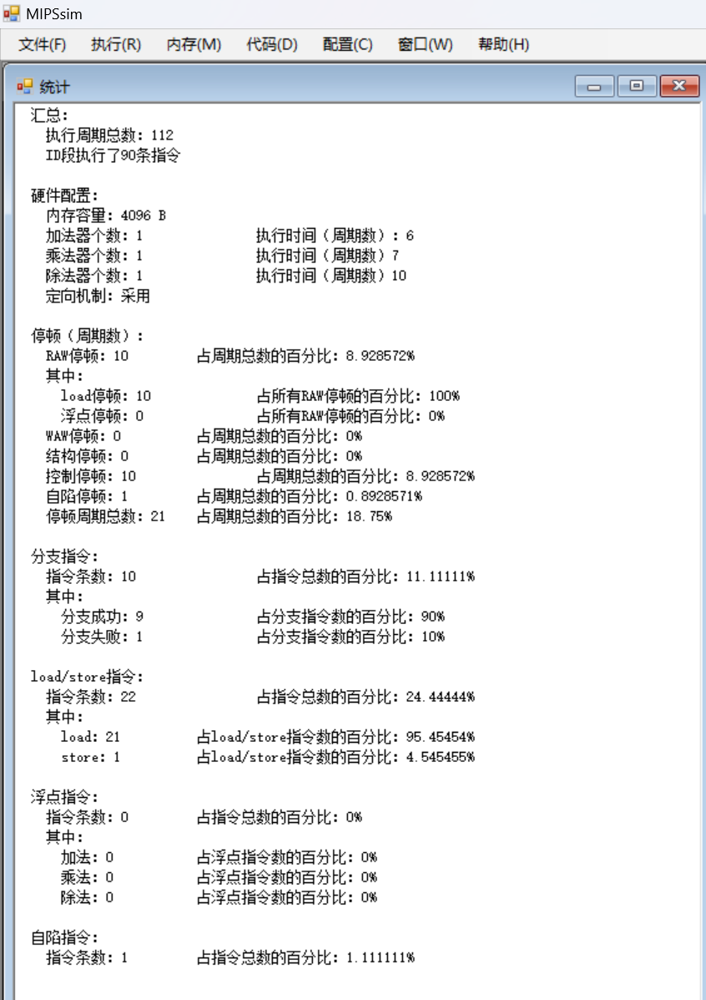 MIPSsim
文件(F) 执行(R) 内存(M) 代码(D) 配置(C) 窗口(W) 帮助(H)
统计
汇总：
执行周期总数：112
ID段执行了90条指令
硬件配置：
内存容量：4096 B
加法器个数：1 执行时间（周期数）：6
乘法器个数：1 执行时间（周期数）7
除法器个数：1 执行时间（周期数）10
定向机制：采用
停顿（周期数）：
RAW停顿：10 占周期总数的百分比：8.928572%
其中：
load停顿：10 占所有RAW停顿的百分比：100%
浮点停顿：0 占所有RAW停顿的百分比：0%
WAW停顿：0 占周期总数的百分比：0%
结构停顿：0 占周期总数的百分比：0%
控制停顿：10 占周期总数的百分比：8.928572%
自陷停顿：1 占周期总数的百分比：0.8928571%
停顿周期总数：21 占周期总数的百分比：18.75%
分支指令：
指令条数：10 占指令总数的百分比：11.11111%
其中：
分支成功：9 占分支指令数的百分比：90%
分支失败：1 占分支指令数的百分比：10%
load/store指令：
指令条数：22 占指令总数的百分比：24.44444%
其中：
load：21 占load/store指令数的百分比：95.45454%
store：1 占load/store指令数的百分比：4.545455%
浮点指令：
指令条数：0 占指令总数的百分比：0%
其中：
加法：0 占浮点指令数的百分比：0%
乘法：0 占浮点指令数的百分比：0%
除法：0 占浮点指令数的百分比：0%
自陷指令：
指令条数：1 占指令总数的百分比：1.111111%